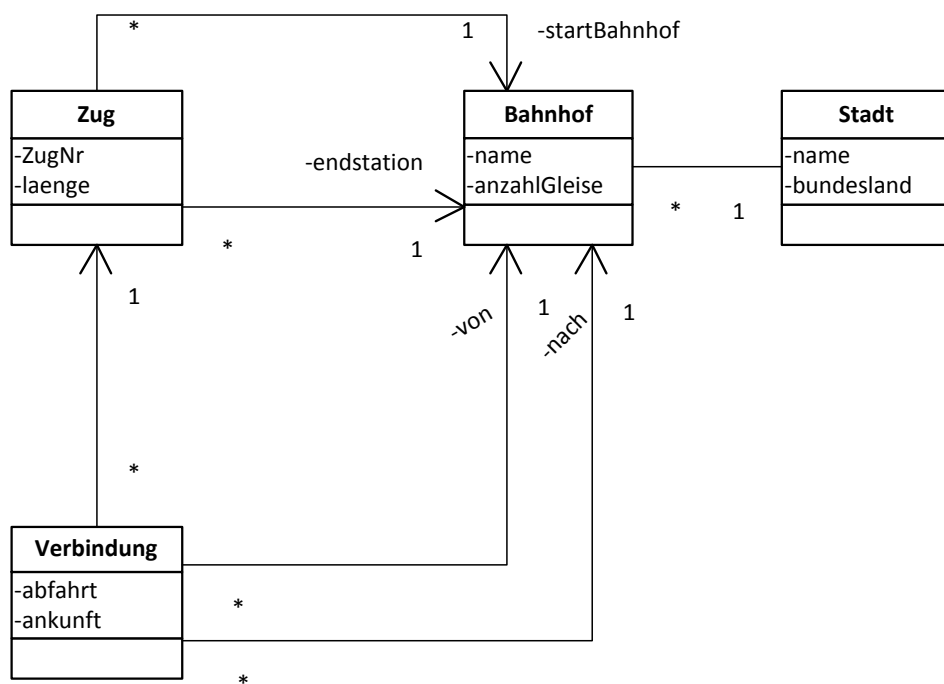 * 1 -startBahnhof
Zug
-ZugNr
-laenge
-endstation
Bahnhof
-name
-anzahlGleise
Stadt
-name
-bundesland
* 1
* 1
1
-von
1
-nach
1
*
Verbindung
-abfahrt
-ankunft
*
*